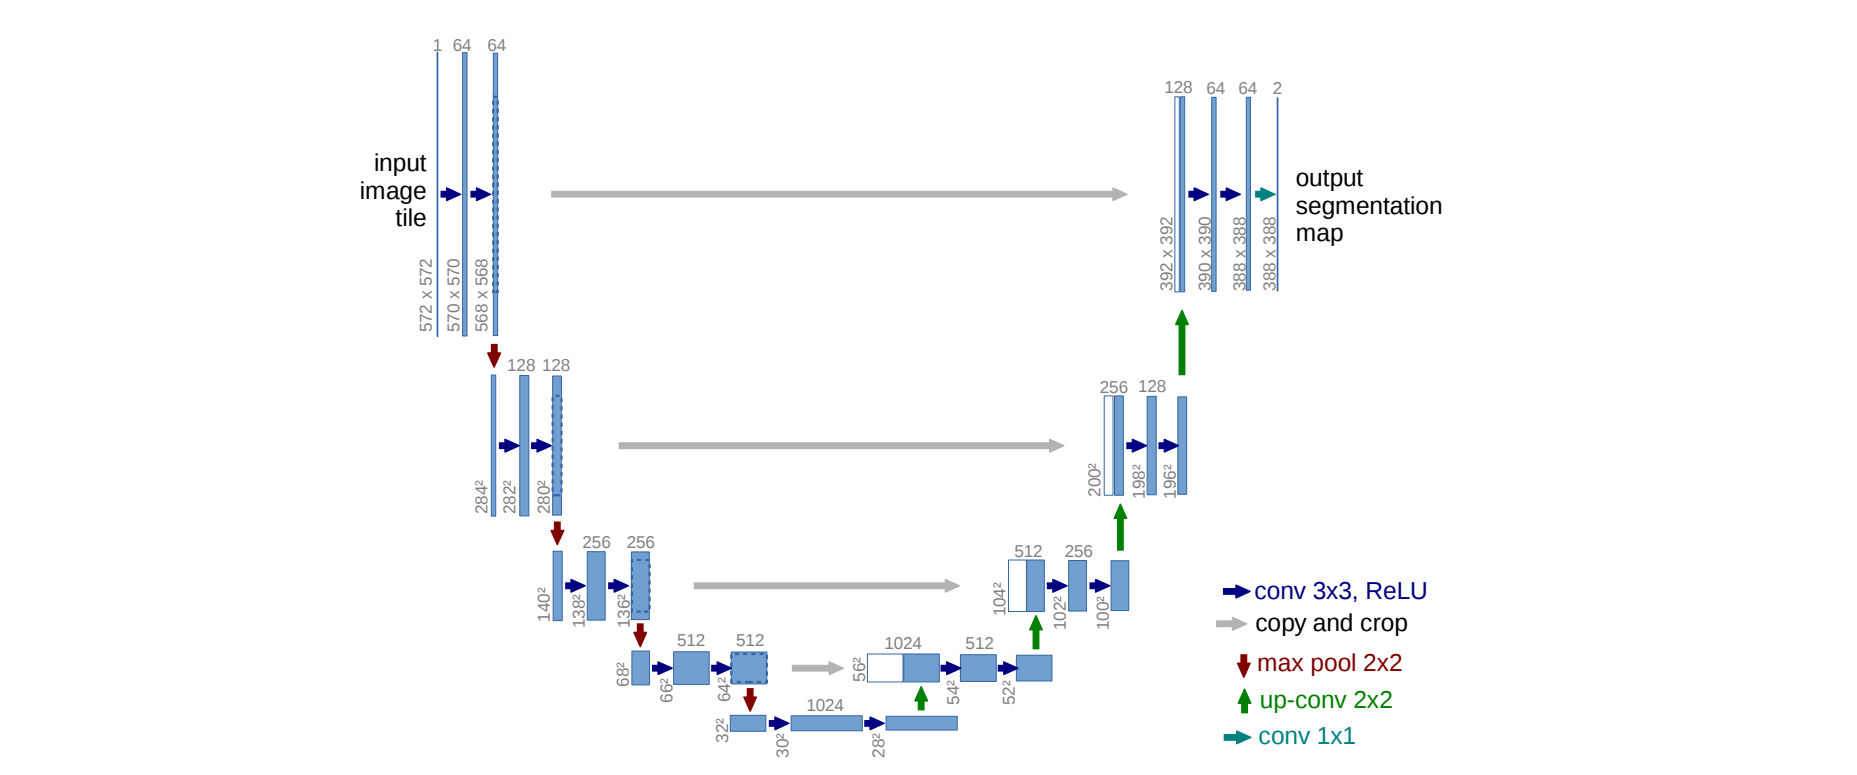 1 64 64
128 64 64 2
input
image
tile
output
segmentation
map
572 x 572
570 x 570
568 x 568
392 x 392
390 x 390
388 x 388
388 x 388
128 128
256 128
284²
282²
280²
200²
198²
196²
256 256
512 256
140²
138²
136²
104²
102²
100²
512 512
1024 512
68²
66²
64²
56²
54²
52²
1024
32²
30²
28²
conv 3x3, ReLU
copy and crop
max pool 2x2
up-conv 2x2
conv 1x1